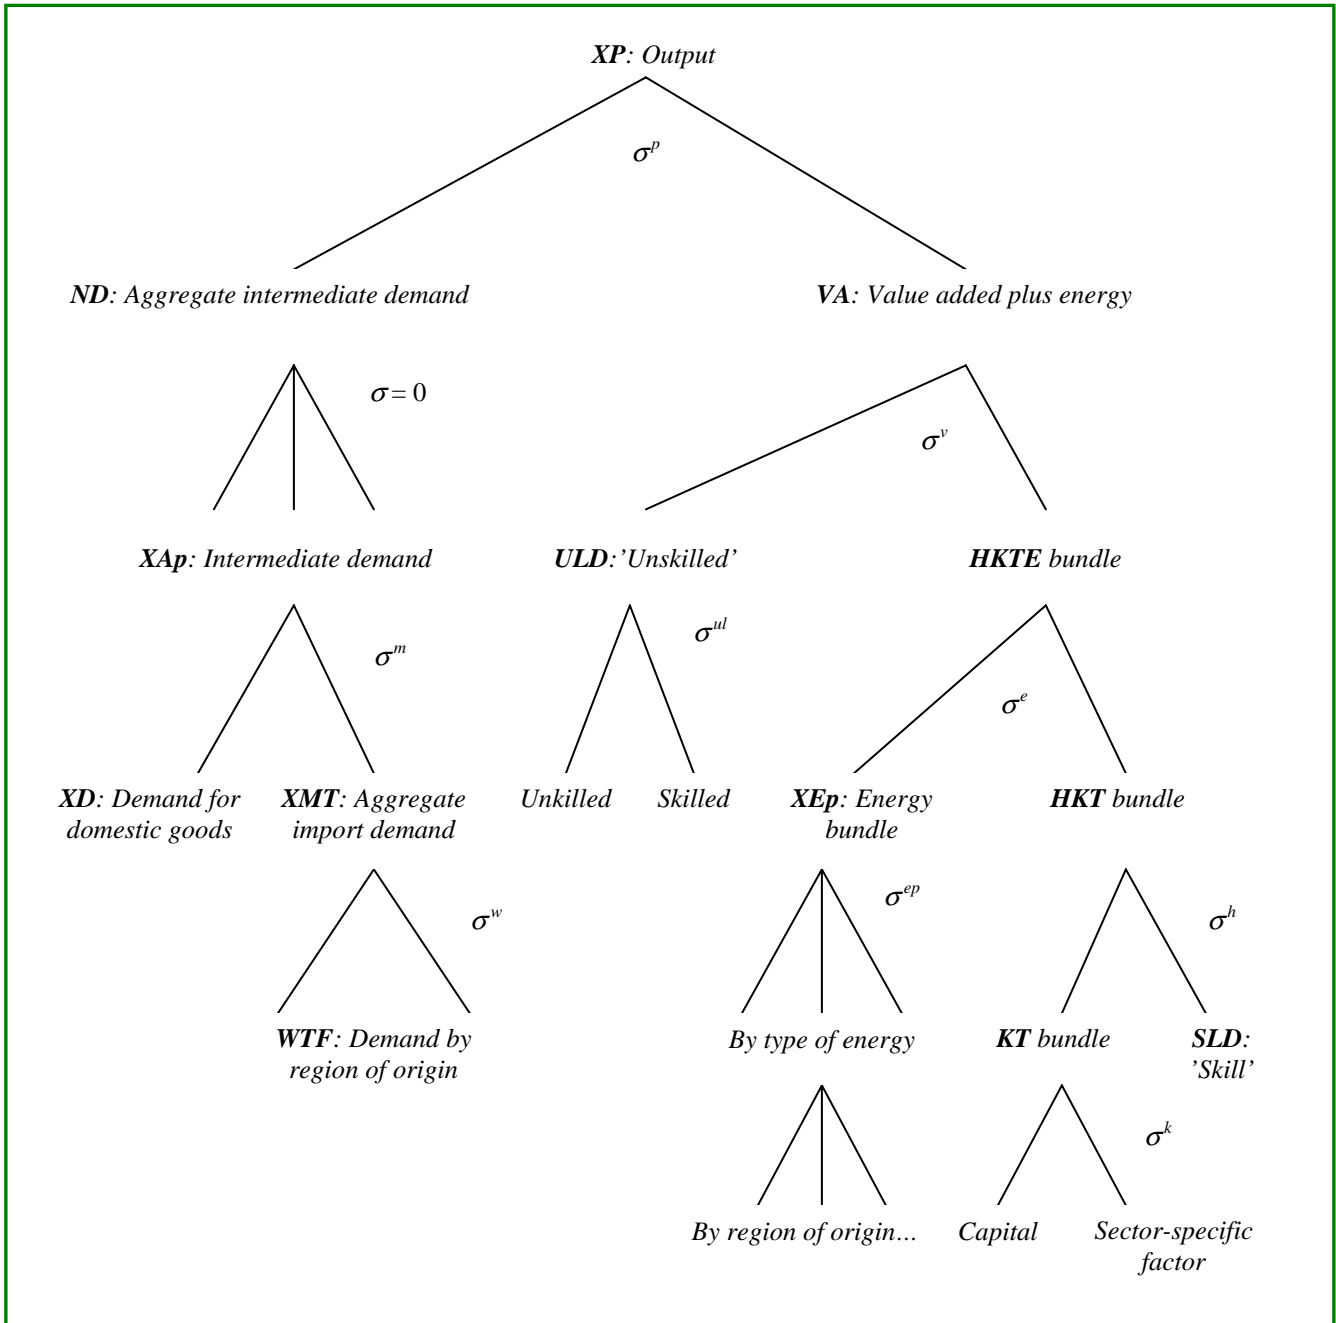 XP: Output
σ^p
ND: Aggregate intermediate demand
VA: Value added plus energy
σ = 0
σ^v
XAp: Intermediate demand
ULD:’Unskilled’
HKTE bundle
σ^ul
σ^m
σ^e
XD: Demand for
domestic goods
XMT: Aggregate
import demand
Unkilled
Skilled
XEp: Energy
bundle
HKT bundle
σ^ep
σ^w
σ^h
WTF: Demand by
region of origin
By type of energy
KT bundle
SLD:
’Skill’
σ^k
By region of origin…
Capital
Sector-specific
factor